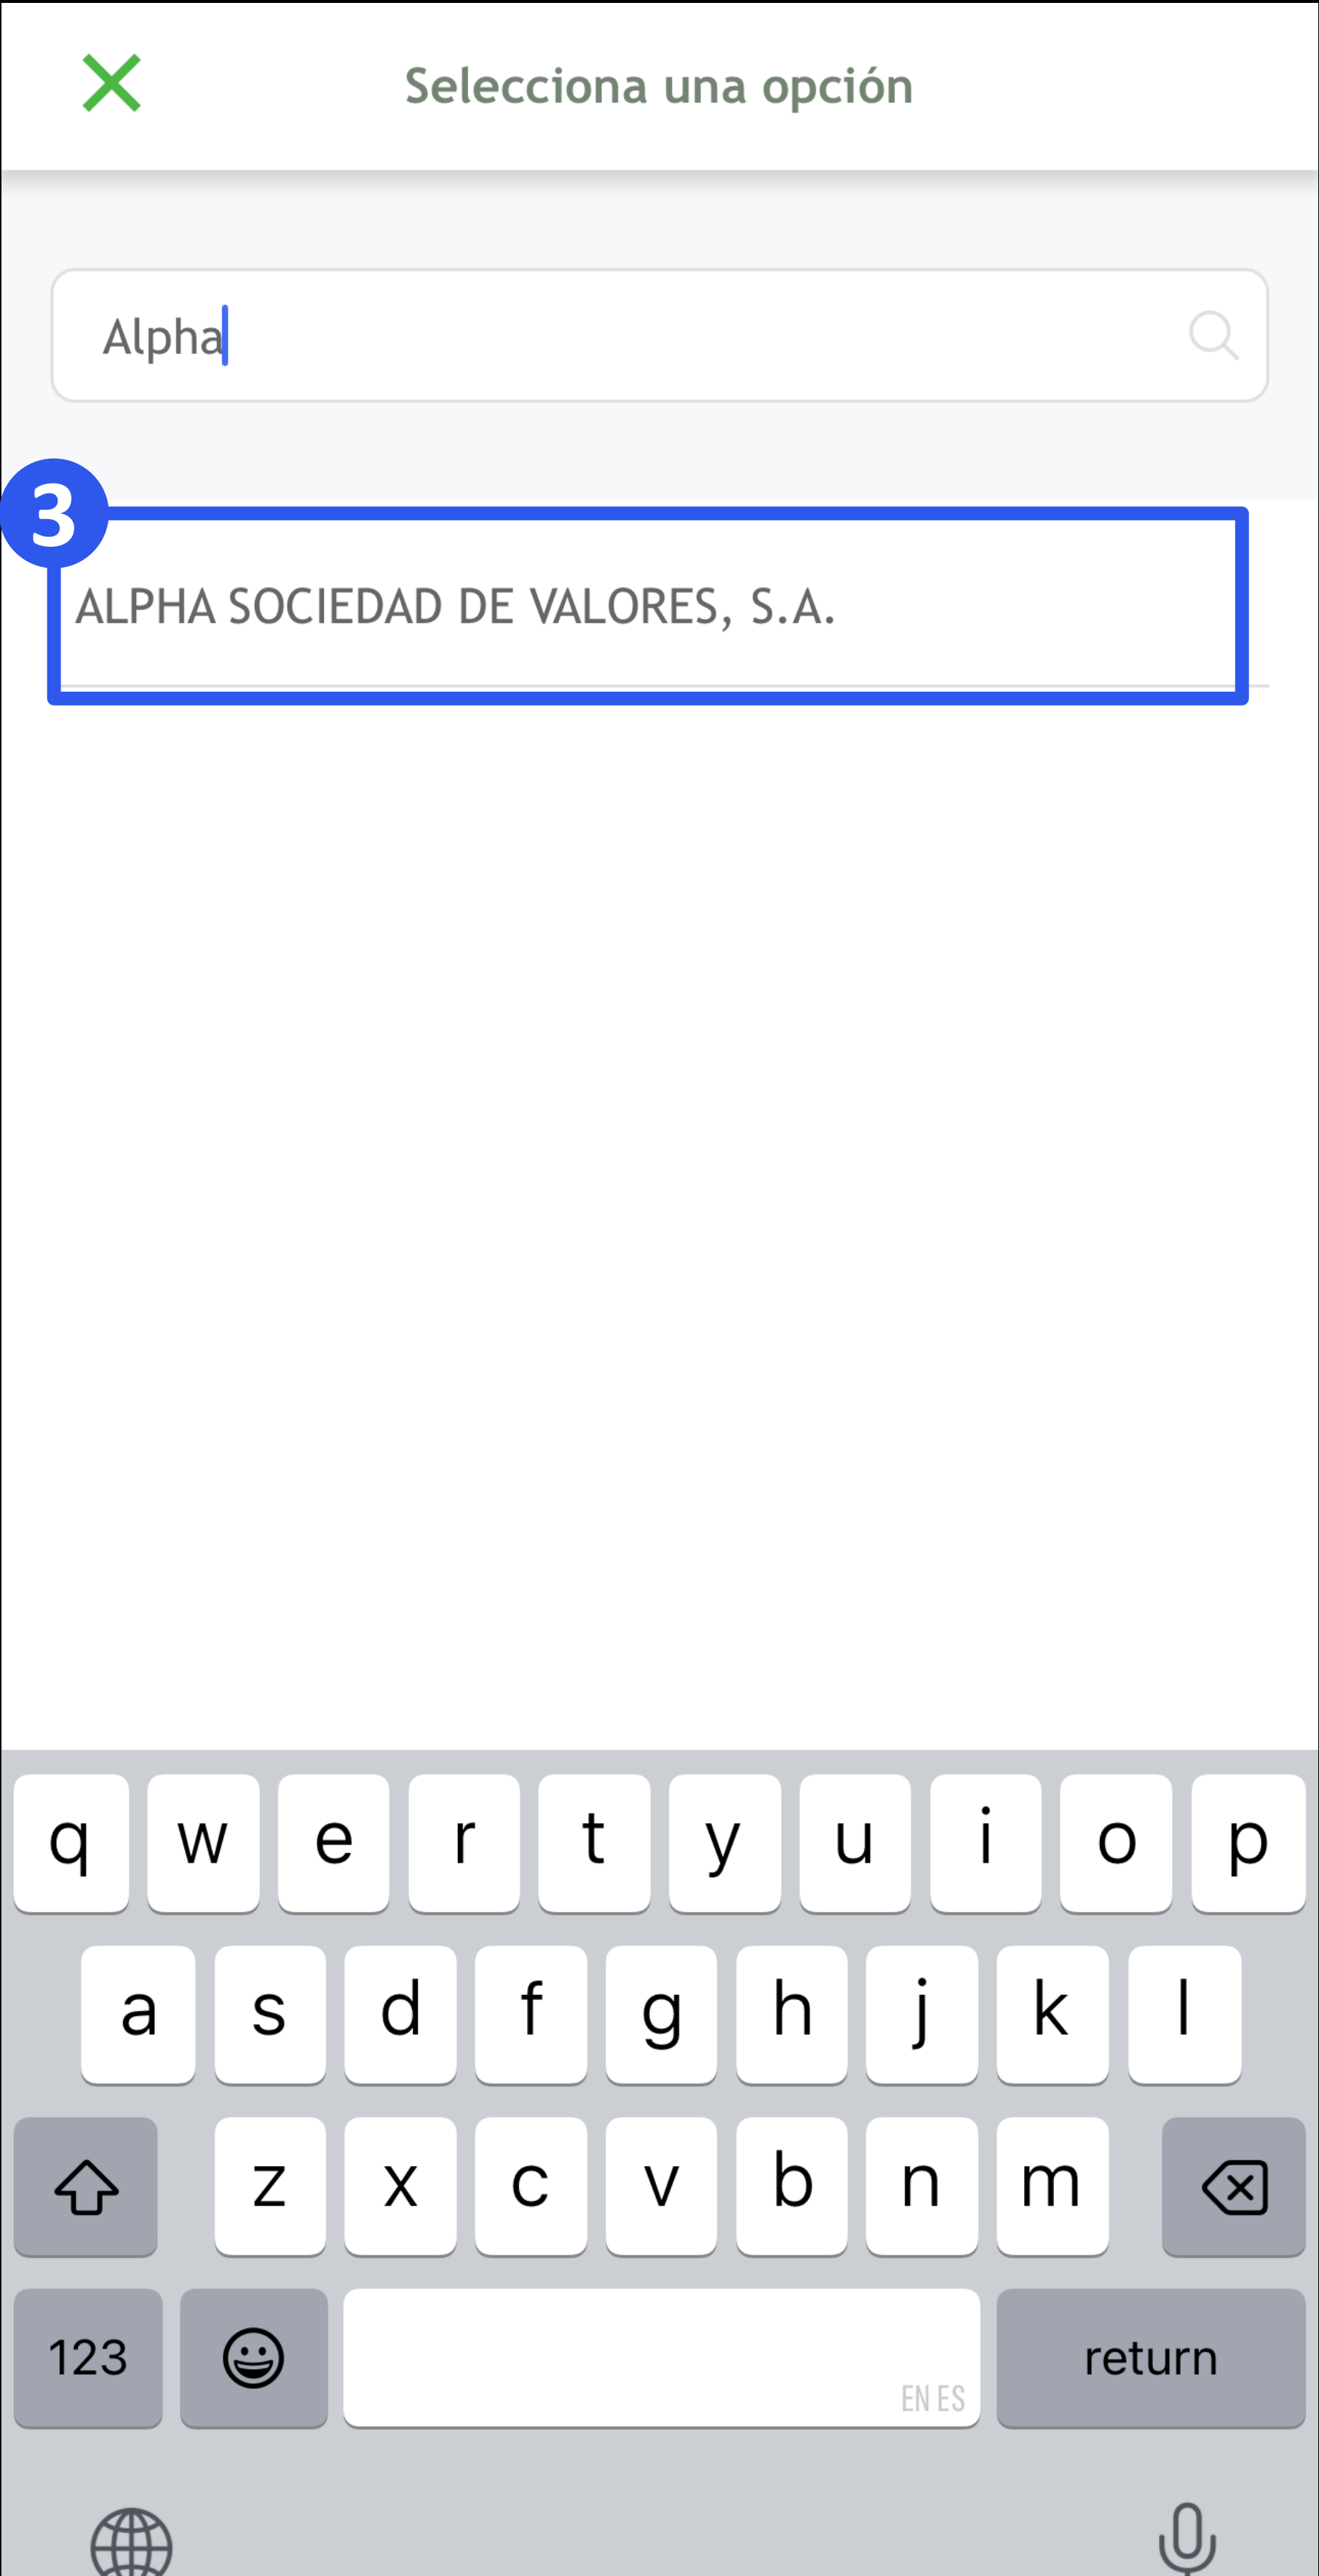 Selecciona una opción
Alpha
3
ALPHA SOCIEDAD DE VALORES, S.A.
q w e r t y u i o p
a s d f g h j k l
z x c v b n m
123 EN ES return